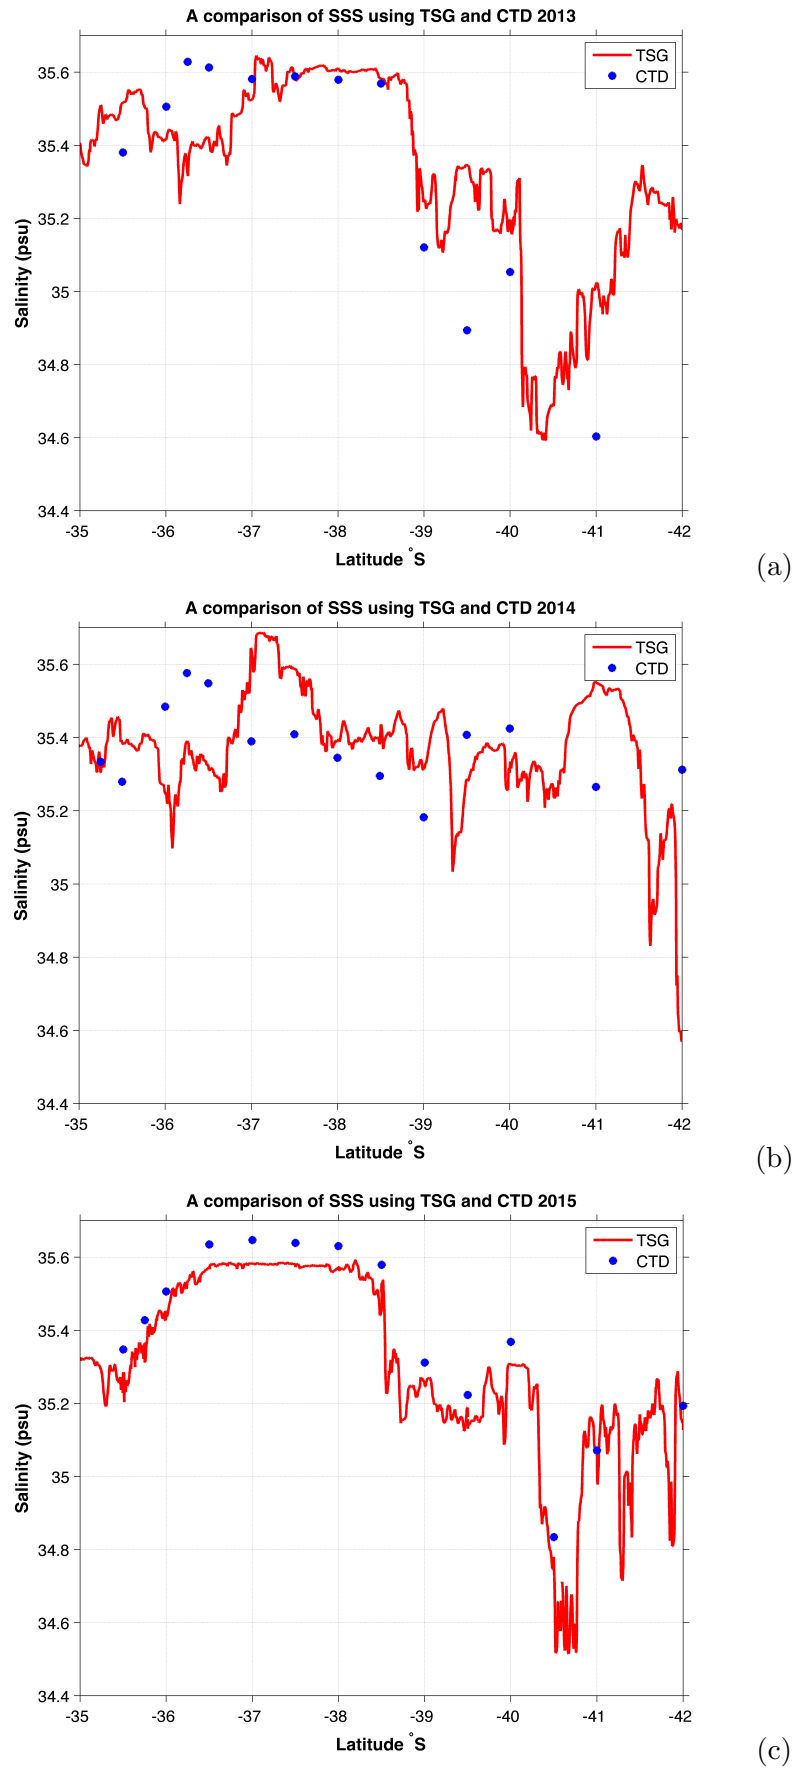 A comparison of SSS using TSG and CTD 2013
TSG
CTD
35.6
35.4
35.2
35
34.8
34.6
34.4
Salinity (psu)
-35 -36 -37 -38 -39 -40 -41 -42
Latitude °S
(a)
A comparison of SSS using TSG and CTD 2014
TSG
CTD
35.6
35.4
35.2
35
34.8
34.6
34.4
Salinity (psu)
-35 -36 -37 -38 -39 -40 -41 -42
Latitude °S
(b)
A comparison of SSS using TSG and CTD 2015
TSG
CTD
35.6
35.4
35.2
35
34.8
34.6
34.4
Salinity (psu)
-35 -36 -37 -38 -39 -40 -41 -42
Latitude °S
(c)